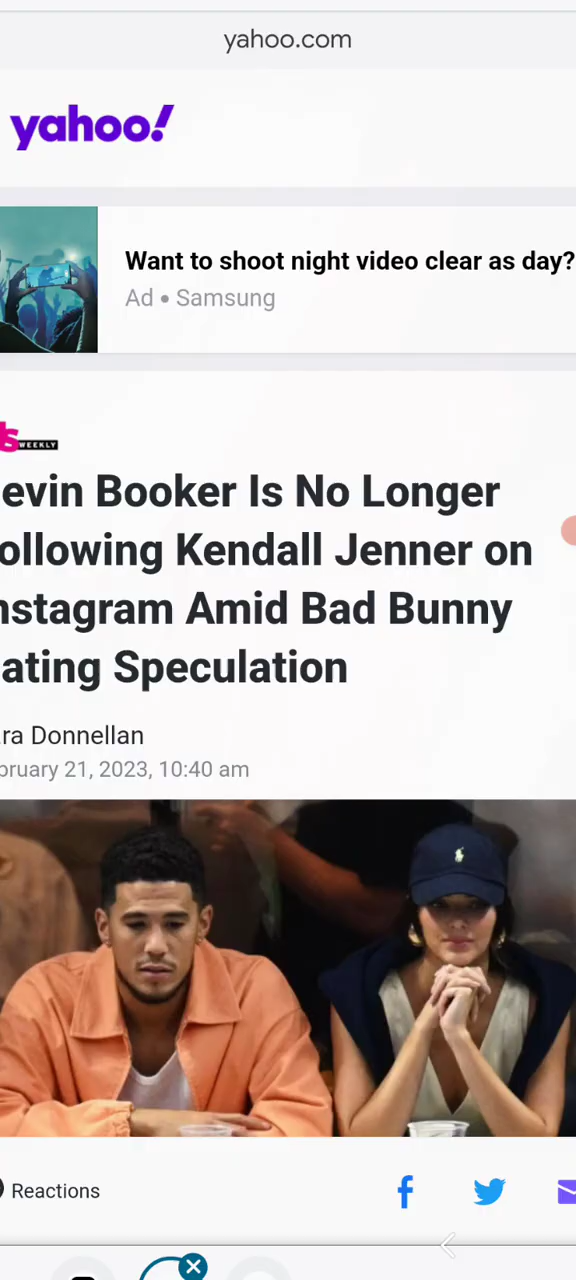 yahoo.com
yahoo!
Want to shoot night video clear as day?
Ad • Samsung
WEEKLY
evin Booker Is No Longer
ollowing Kendall Jenner on
nstagram Amid Bad Bunny
ating Speculation
ra Donnellan
bruary 21, 2023, 10:40 am
Reactions